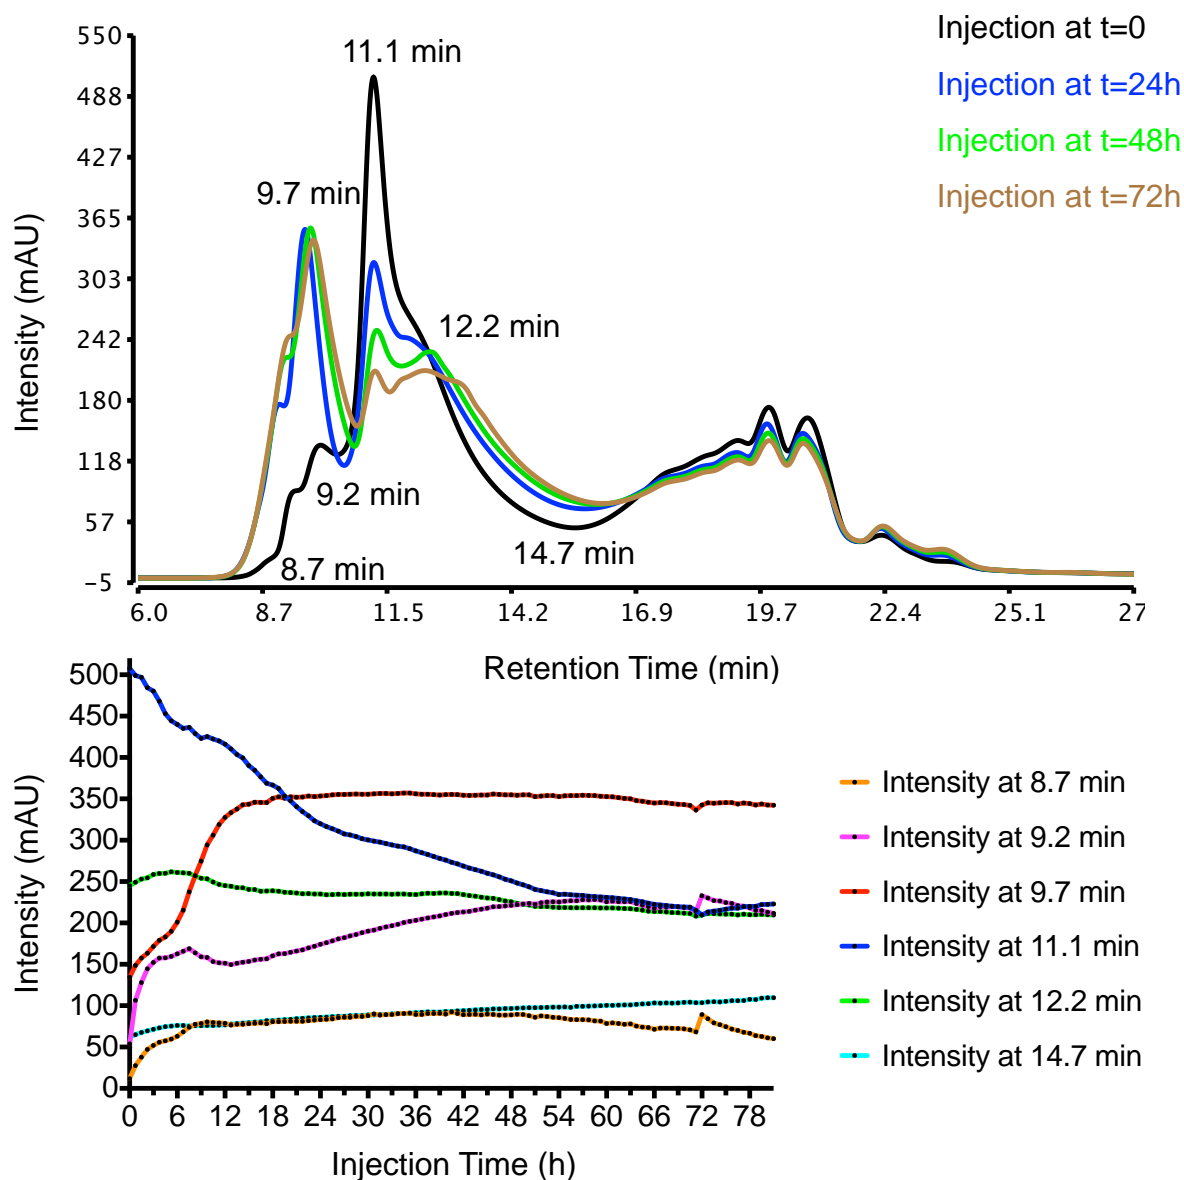 Injection at t=0
Injection at t=24h
Injection at t=48h
Injection at t=72h
Intensity (mAU)
550
488
427
365
303
242
180
118
57
−5
11.1 min
9.7 min
12.2 min
9.2 min
14.7 min
8.7 min
6.0 8.7 11.5 14.2 16.9 19.7 22.4 25.1 27
Retention Time (min)
Intensity (mAU)
500
450
400
350
300
250
200
150
100
50
0
Intensity at 8.7 min
Intensity at 9.2 min
Intensity at 9.7 min
Intensity at 11.1 min
Intensity at 12.2 min
Intensity at 14.7 min
0 6 12 18 24 30 36 42 48 54 60 66 72 78
Injection Time (h)